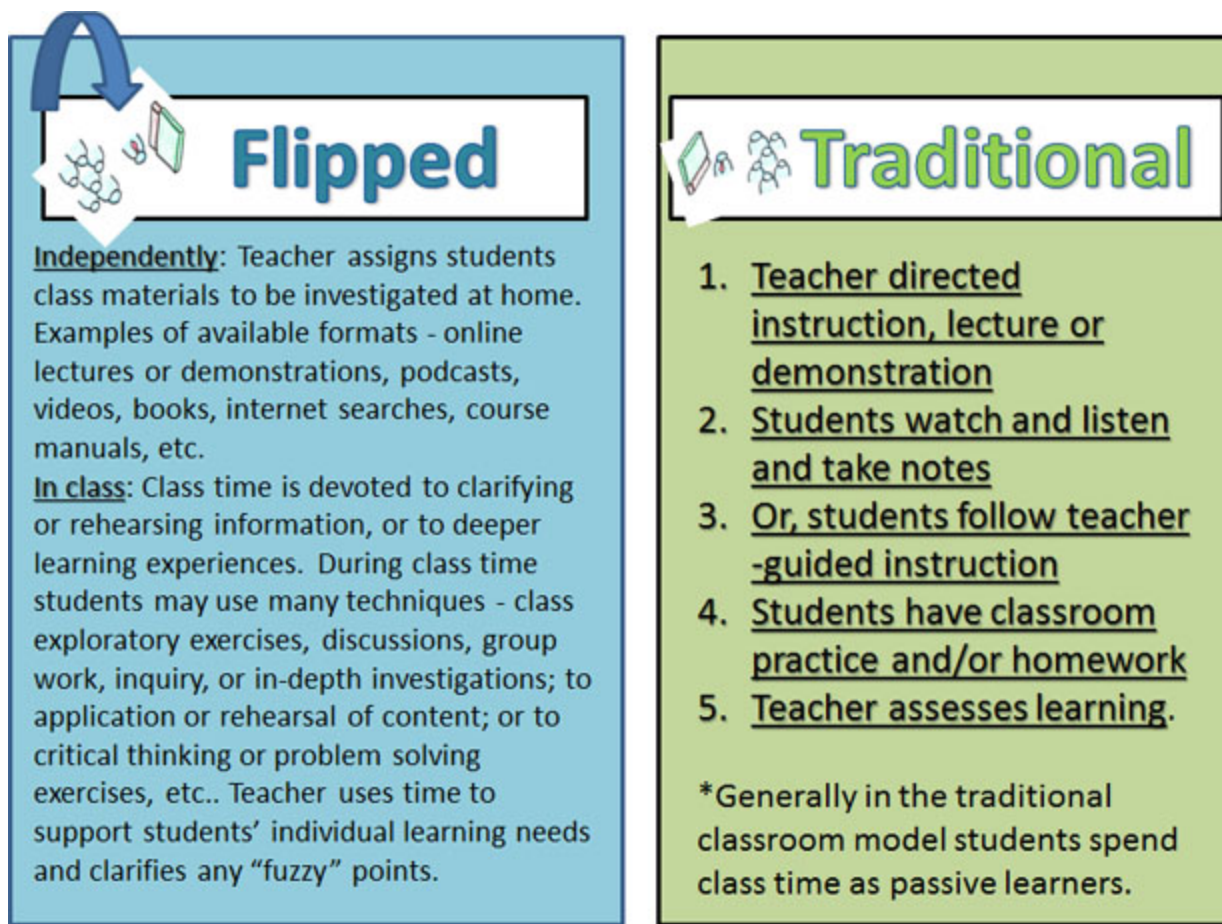 Flipped
Independently: Teacher assigns students
class materials to be investigated at home.
Examples of available formats - online
lectures or demonstrations, podcasts,
videos, books, internet searches, course
manuals, etc.
In class: Class time is devoted to clarifying
or rehearsing information, or to deeper
learning experiences. During class time
students may use many techniques - class
exploratory exercises, discussions, group
work, inquiry, or in-depth investigations; to
application or rehearsal of content; or to
critical thinking or problem solving
exercises, etc.. Teacher uses time to
support students’ individual learning needs
and clarifies any “fuzzy” points.
Traditional
1. Teacher directed
instruction, lecture or
demonstration
2. Students watch and listen
and take notes
3. Or, students follow teacher
-guided instruction
4. Students have classroom
practice and/or homework
5. Teacher assesses learning.
*Generally in the traditional
classroom model students spend
class time as passive learners.